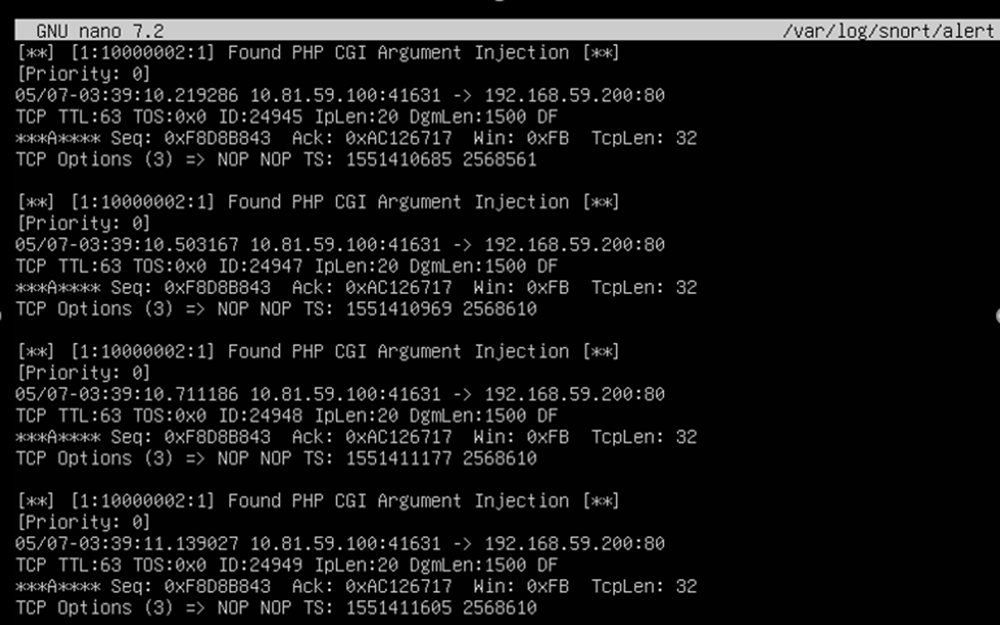 GNU nano 7.2 /var/log/snort/alert
[**] [1:10000002:1] Found PHP CGI Argument Injection [**]
[Priority: 0]
05/07-03:39:10.219286 10.81.59.100:41631 -> 192.168.59.200:80
TCP TTL:63 TOS:0x0 ID:24945 IpLen:20 DgmLen:1500 DF
***A**** Seq: 0xF8D8B843 Ack: 0xAC126717 Win: 0xFB TcpLen: 32
TCP Options (3) => NOP NOP TS: 1551410685 2568561
[**] [1:10000002:1] Found PHP CGI Argument Injection [**]
[Priority: 0]
05/07-03:39:10.503167 10.81.59.100:41631 -> 192.168.59.200:80
TCP TTL:63 TOS:0x0 ID:24947 IpLen:20 DgmLen:1500 DF
***A**** Seq: 0xF8D8B843 Ack: 0xAC126717 Win: 0xFB TcpLen: 32
TCP Options (3) => NOP NOP TS: 1551410969 2568610
[**] [1:10000002:1] Found PHP CGI Argument Injection [**]
[Priority: 0]
05/07-03:39:10.711186 10.81.59.100:41631 -> 192.168.59.200:80
TCP TTL:63 TOS:0x0 ID:24948 IpLen:20 DgmLen:1500 DF
***A**** Seq: 0xF8D8B843 Ack: 0xAC126717 Win: 0xFB TcpLen: 32
TCP Options (3) => NOP NOP TS: 1551411177 2568610
[**] [1:10000002:1] Found PHP CGI Argument Injection [**]
[Priority: 0]
05/07-03:39:11.139027 10.81.59.100:41631 -> 192.168.59.200:80
TCP TTL:63 TOS:0x0 ID:24949 IpLen:20 DgmLen:1500 DF
***A**** Seq: 0xF8D8B843 Ack: 0xAC126717 Win: 0xFB TcpLen: 32
TCP Options (3) => NOP NOP TS: 1551411605 2568610